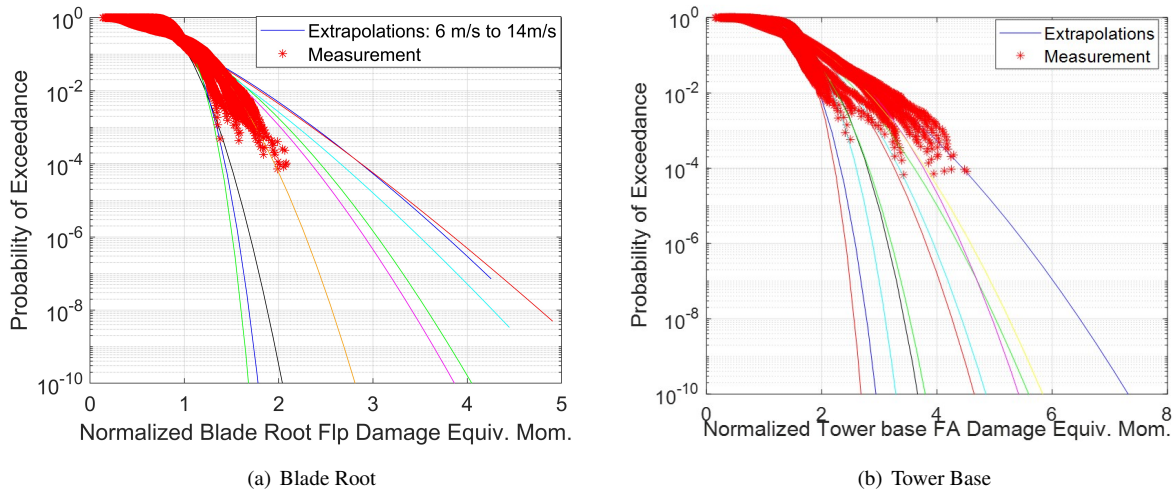 10^0
10^-2
10^-4
10^-6
10^-8
10^-10
Probability of Exceedance
0 1 2 3 4 5
Normalized Blade Root Flp Damage Equiv. Mom.
Extrapolations: 6 m/s to 14m/s
Measurement
(a) Blade Root
10^0
10^-2
10^-4
10^-6
10^-8
10^-10
Probability of Exceedance
0 2 4 6 8
Normalized Tower base FA Damage Equiv. Mom.
Extrapolations
Measurement
(b) Tower Base